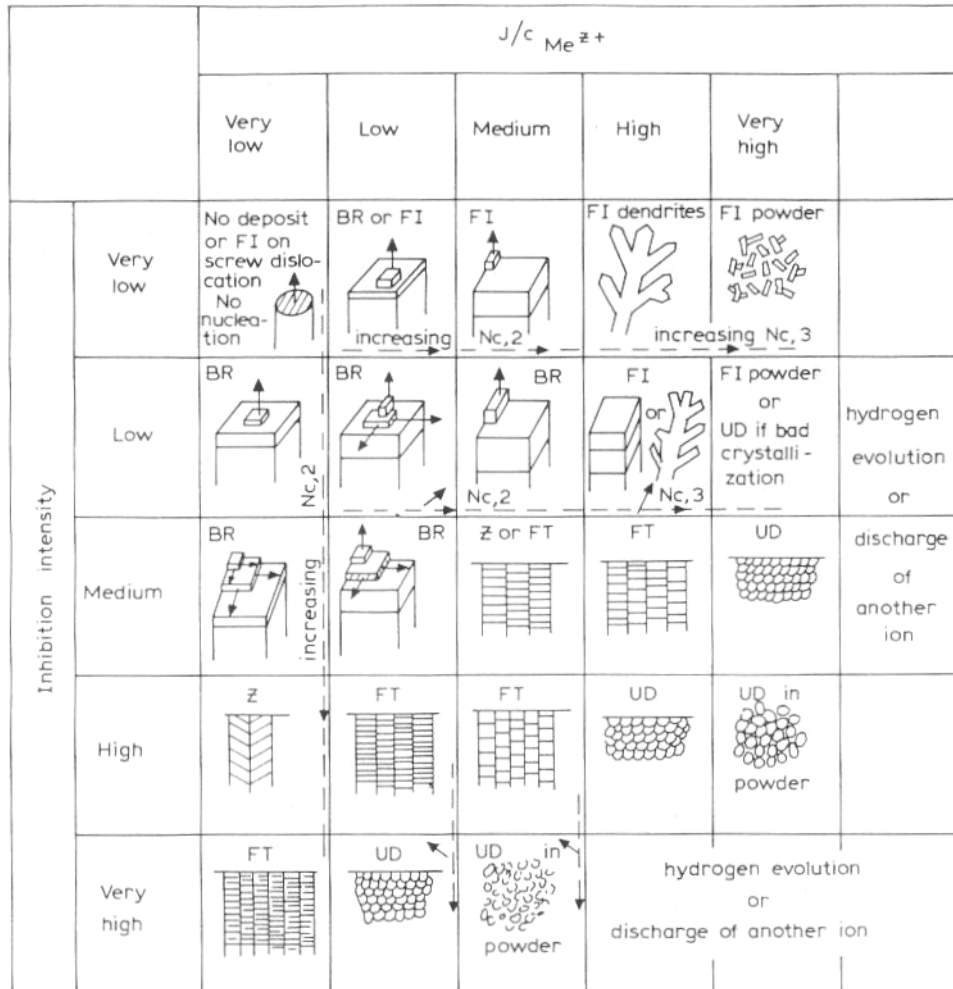 J/c Me ᵶ+
Very low
Low
Medium
High
Very high
Inhibition intensity
Very low
No deposit
or FI on
screw dislo-
cation
No
nuclea-
tion
BR or FI
FI
FI dendrites
FI powder
increasing
Nc,2
increasing Nc,3
Low
BR
BR
BR
FI
or
FI powder
or
UD if bad
crystalli-
zation
hydrogen
evolution
or
discharge
of
another
ion
Nc,2
increasing
Nc,2
Nc,3
Medium
BR
BR
Ƶ or FT
FT
UD
High
Ƶ
FT
FT
UD
UD in
powder
Very
high
FT
UD
UD in
powder
hydrogen evolution
or
discharge of another ion